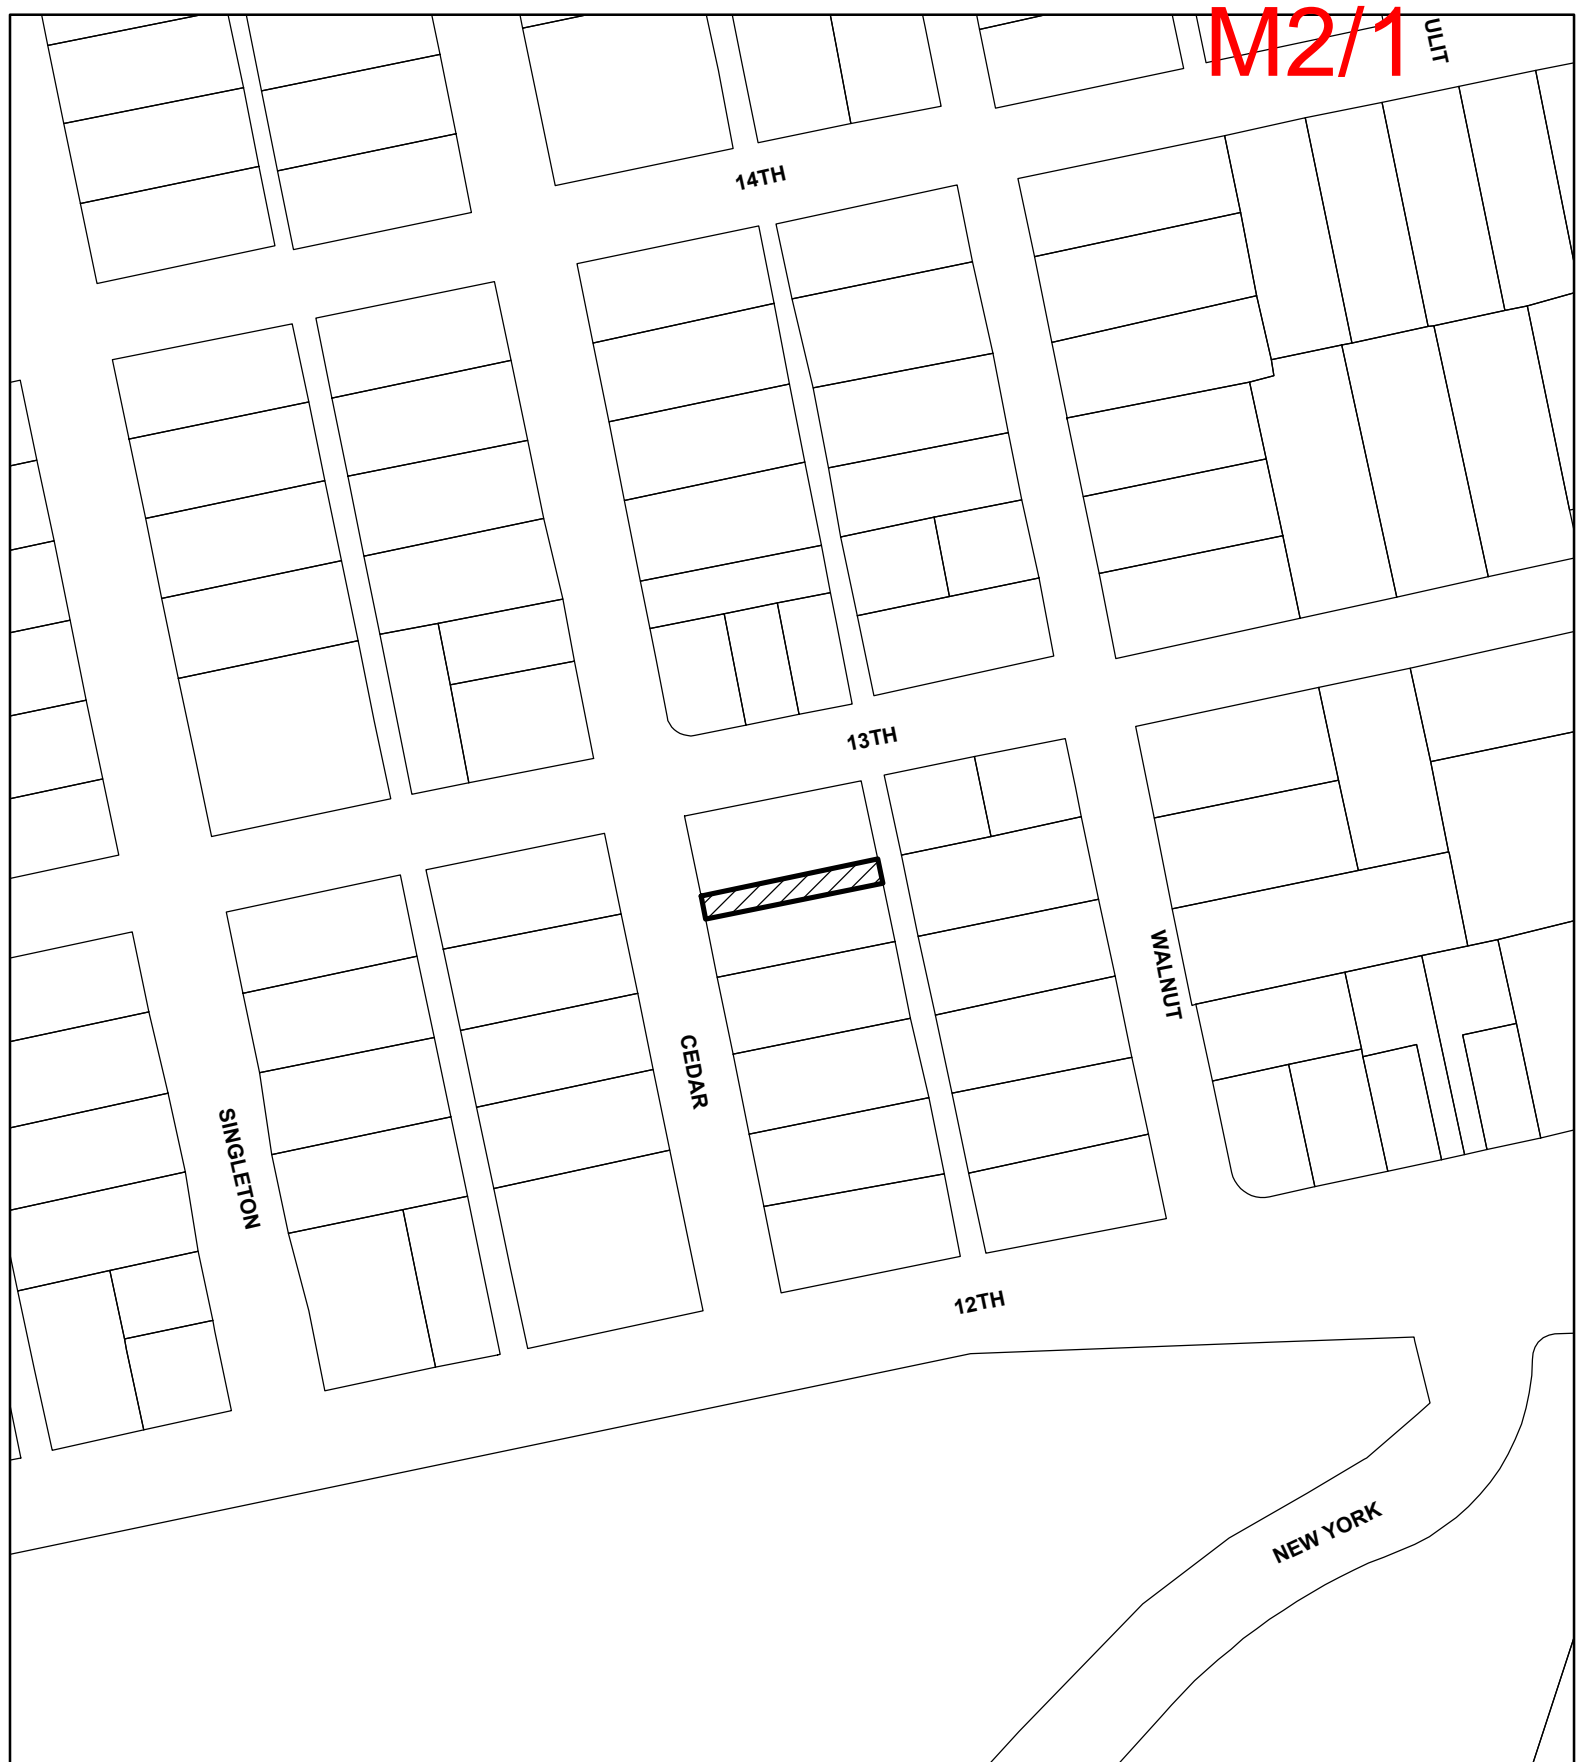 M2/1
ULIT
14TH
13TH
WALNUT
CEDAR
SINGLETON
12TH
NEW YORK